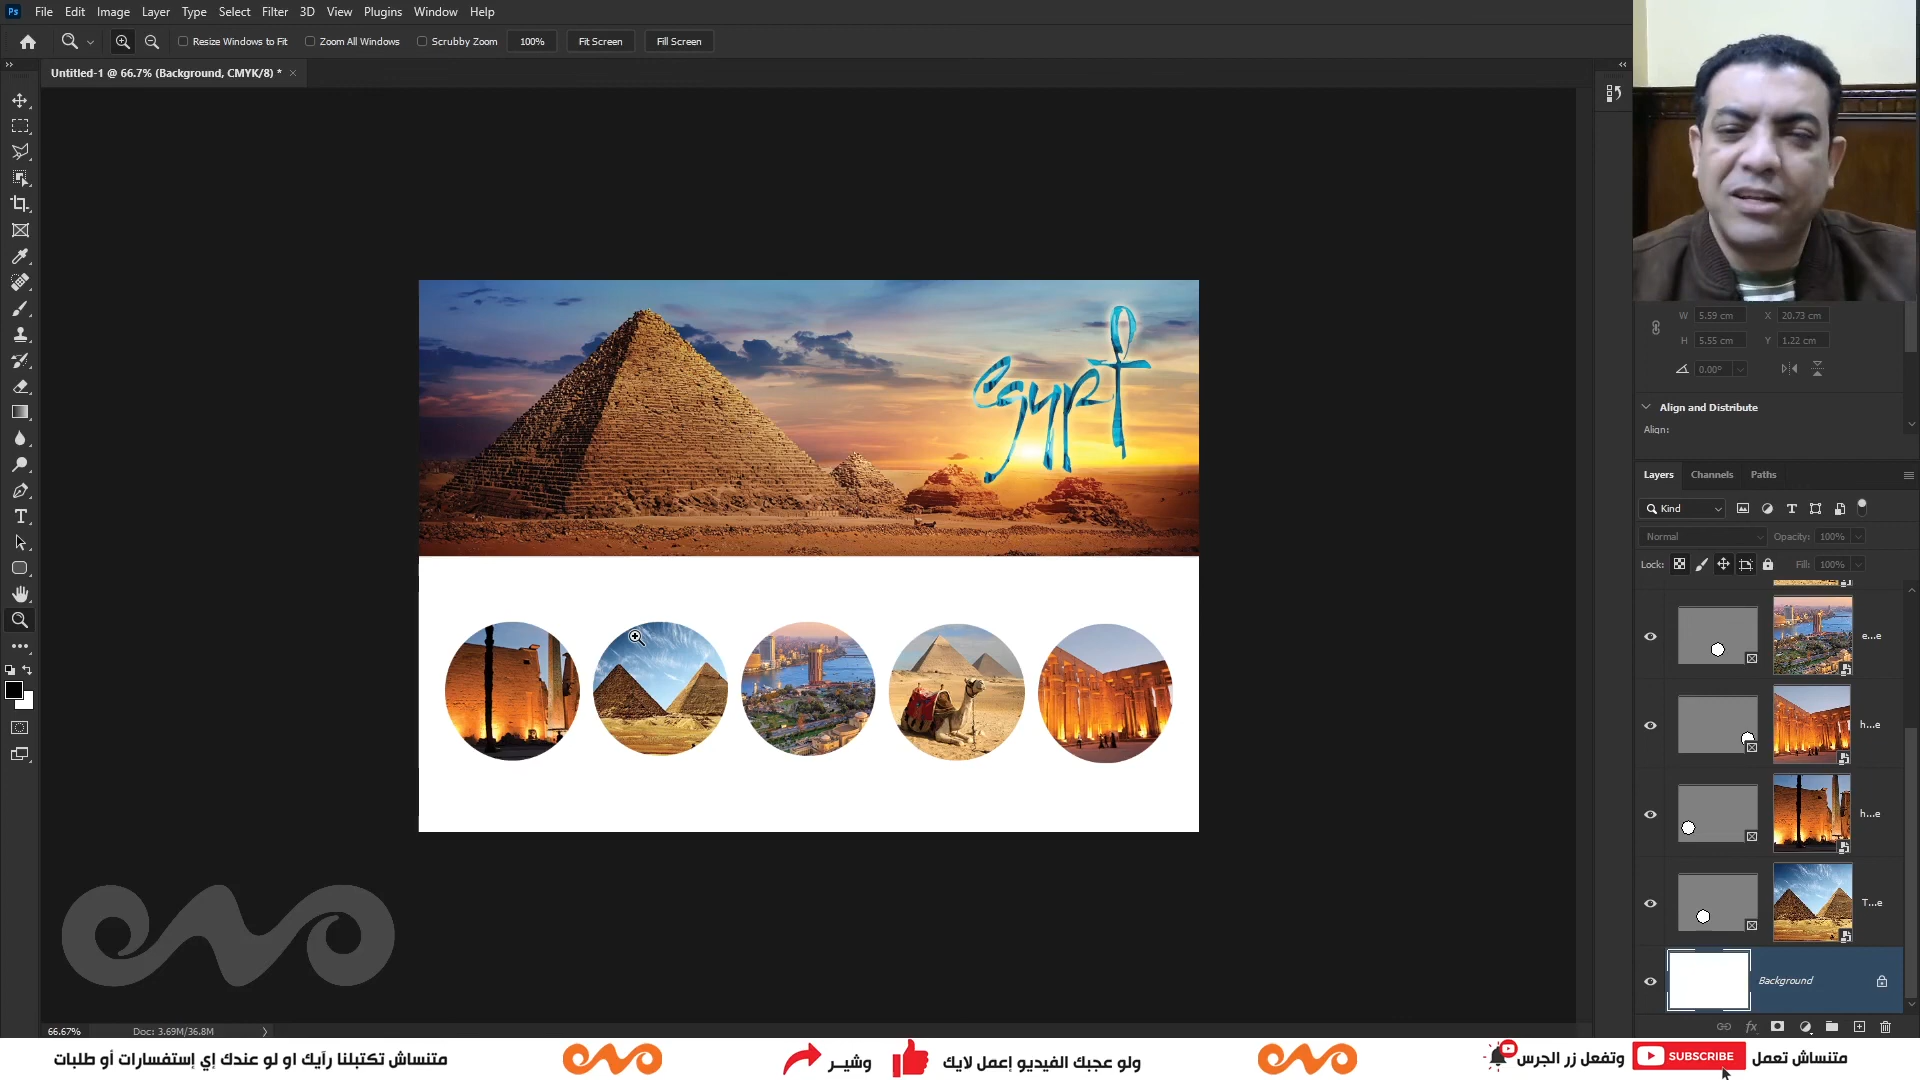 Ps File Edit Image Layer Type Select Filter 3D View Plugins Window Help
Resize Windows to Fit Zoom All Windows Scrubby Zoom 100% Fit Screen Fill Screen
Untitled-1 @ 66.7% (Background, CMYK/8) * ×
egypt
W 5.59 cm X 20.73 cm
H 5.55 cm Y 1.22 cm
0.00°
Align and Distribute
Align:
Layers Channels Paths
Kind
Normal Opacity: 100%
Lock: Fill: 100%
e...e
h...e
h...e
T...e
Background
66.67% Doc: 3.69M/36.8M
متنساش تعمل SUBSCRIBE وتفعل زر الجرس
ولو عجبك الفيديو إعمل لايك وشيـر
متنساش تكتبلنا رآيك او لو عندك إي إستفسارات أو طلبات